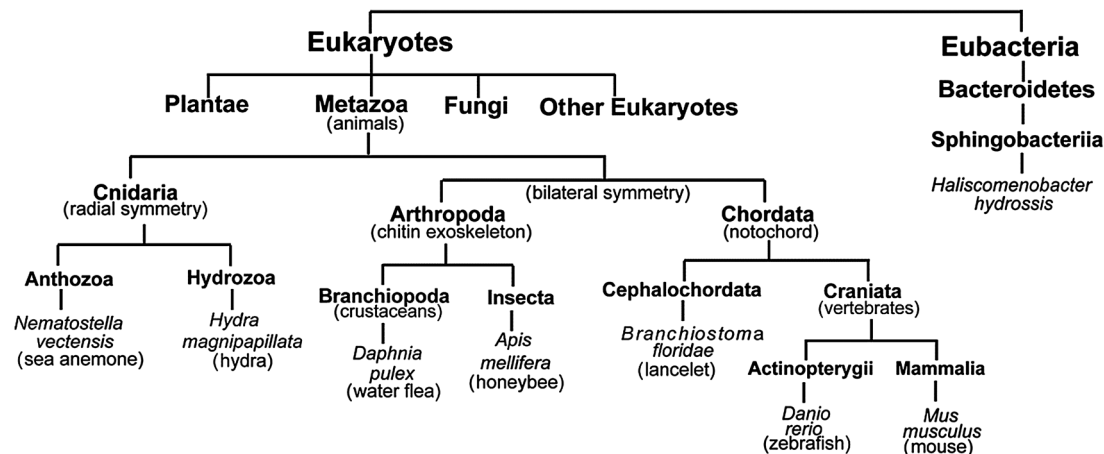 Eukaryotes
Eubacteria
Plantae
Metazoa
(animals)
Fungi
Other Eukaryotes
Bacteroidetes
Sphingobacteriia
Haliscomenobacter
hydrossis
Cnidaria
(radial symmetry)
(bilateral symmetry)
Arthropoda
(chitin exoskeleton)
Chordata
(notochord)
Anthozoa
Hydrozoa
Nematostella
vectensis
(sea anemone)
Hydra
magnipapillata
(hydra)
Branchiopoda
(crustaceans)
Insecta
Daphnia
pulex
(water flea)
Apis
mellifera
(honeybee)
Cephalochordata
Craniata
(vertebrates)
Branchiostoma
floridae
(lancelet)
Actinopterygii
Mammalia
Danio
rerio
(zebrafish)
Mus
musculus
(mouse)